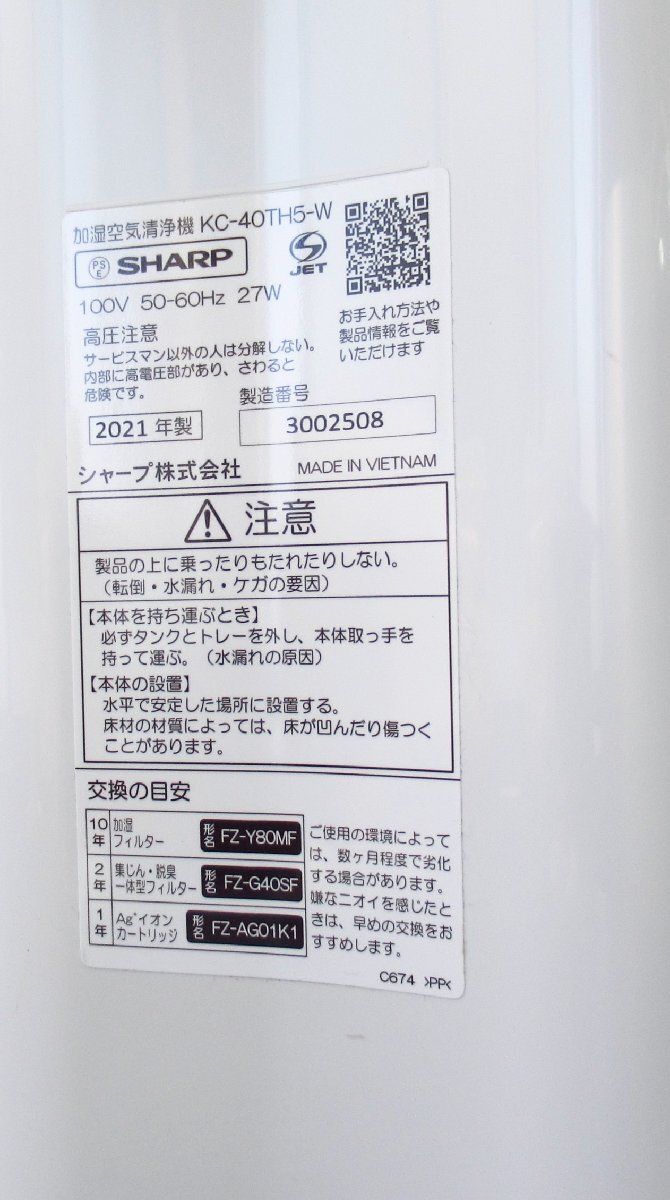 加湿空気清浄機 KC-40TH5-W
PS E SHARP
JET
100V 50-60Hz 27W
お手入れ方法や
製品情報をご覧
いただけます
高圧注意
サービスマン以外の人は分解しない。
内部に高電圧部があり、さわると
危険です。
製造番号
2021 年製
3002508
シャープ株式会社
MADE IN VIETNAM
注意
製品の上に乗ったりもたれたりしない。
（転倒・水漏れ・ケガの要因）
【本体を持ち運ぶとき】
必ずタンクとトレーを外し、本体取っ手を
持って運ぶ。（水漏れの原因）
【本体の設置】
水平で安定した場所に設置する。
床材の材質によっては、床が凹んだり傷つく
ことがあります。
交換の目安
10年 加湿フィルター 形名 FZ-Y80MF
2年 集じん・脱臭一体型フィルター 形名 FZ-G40SF
1年 Ag⁺イオンカートリッジ 形名 FZ-AG01K1
ご使用の環境によって
は、数ヶ月程度で劣化
する場合があります。
嫌なニオイを感じたと
きは、早めの交換をお
すすめします。
C674 >PP<